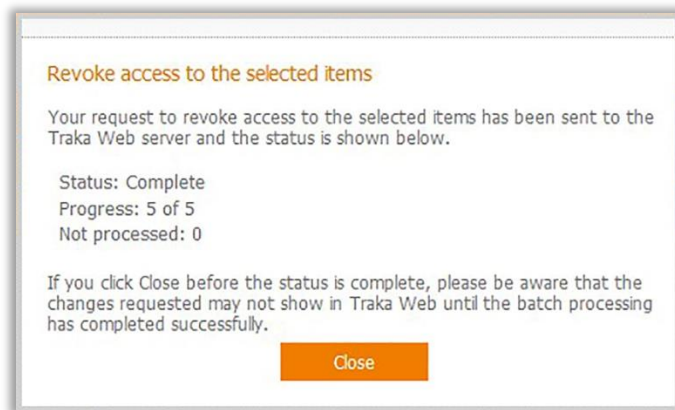 Revoke access to the selected items
Your request to revoke access to the selected items has been sent to the
Traka Web server and the status is shown below.
Status: Complete
Progress: 5 of 5
Not processed: 0
If you click Close before the status is complete, please be aware that the
changes requested may not show in Traka Web until the batch processing
has completed successfully.
Close